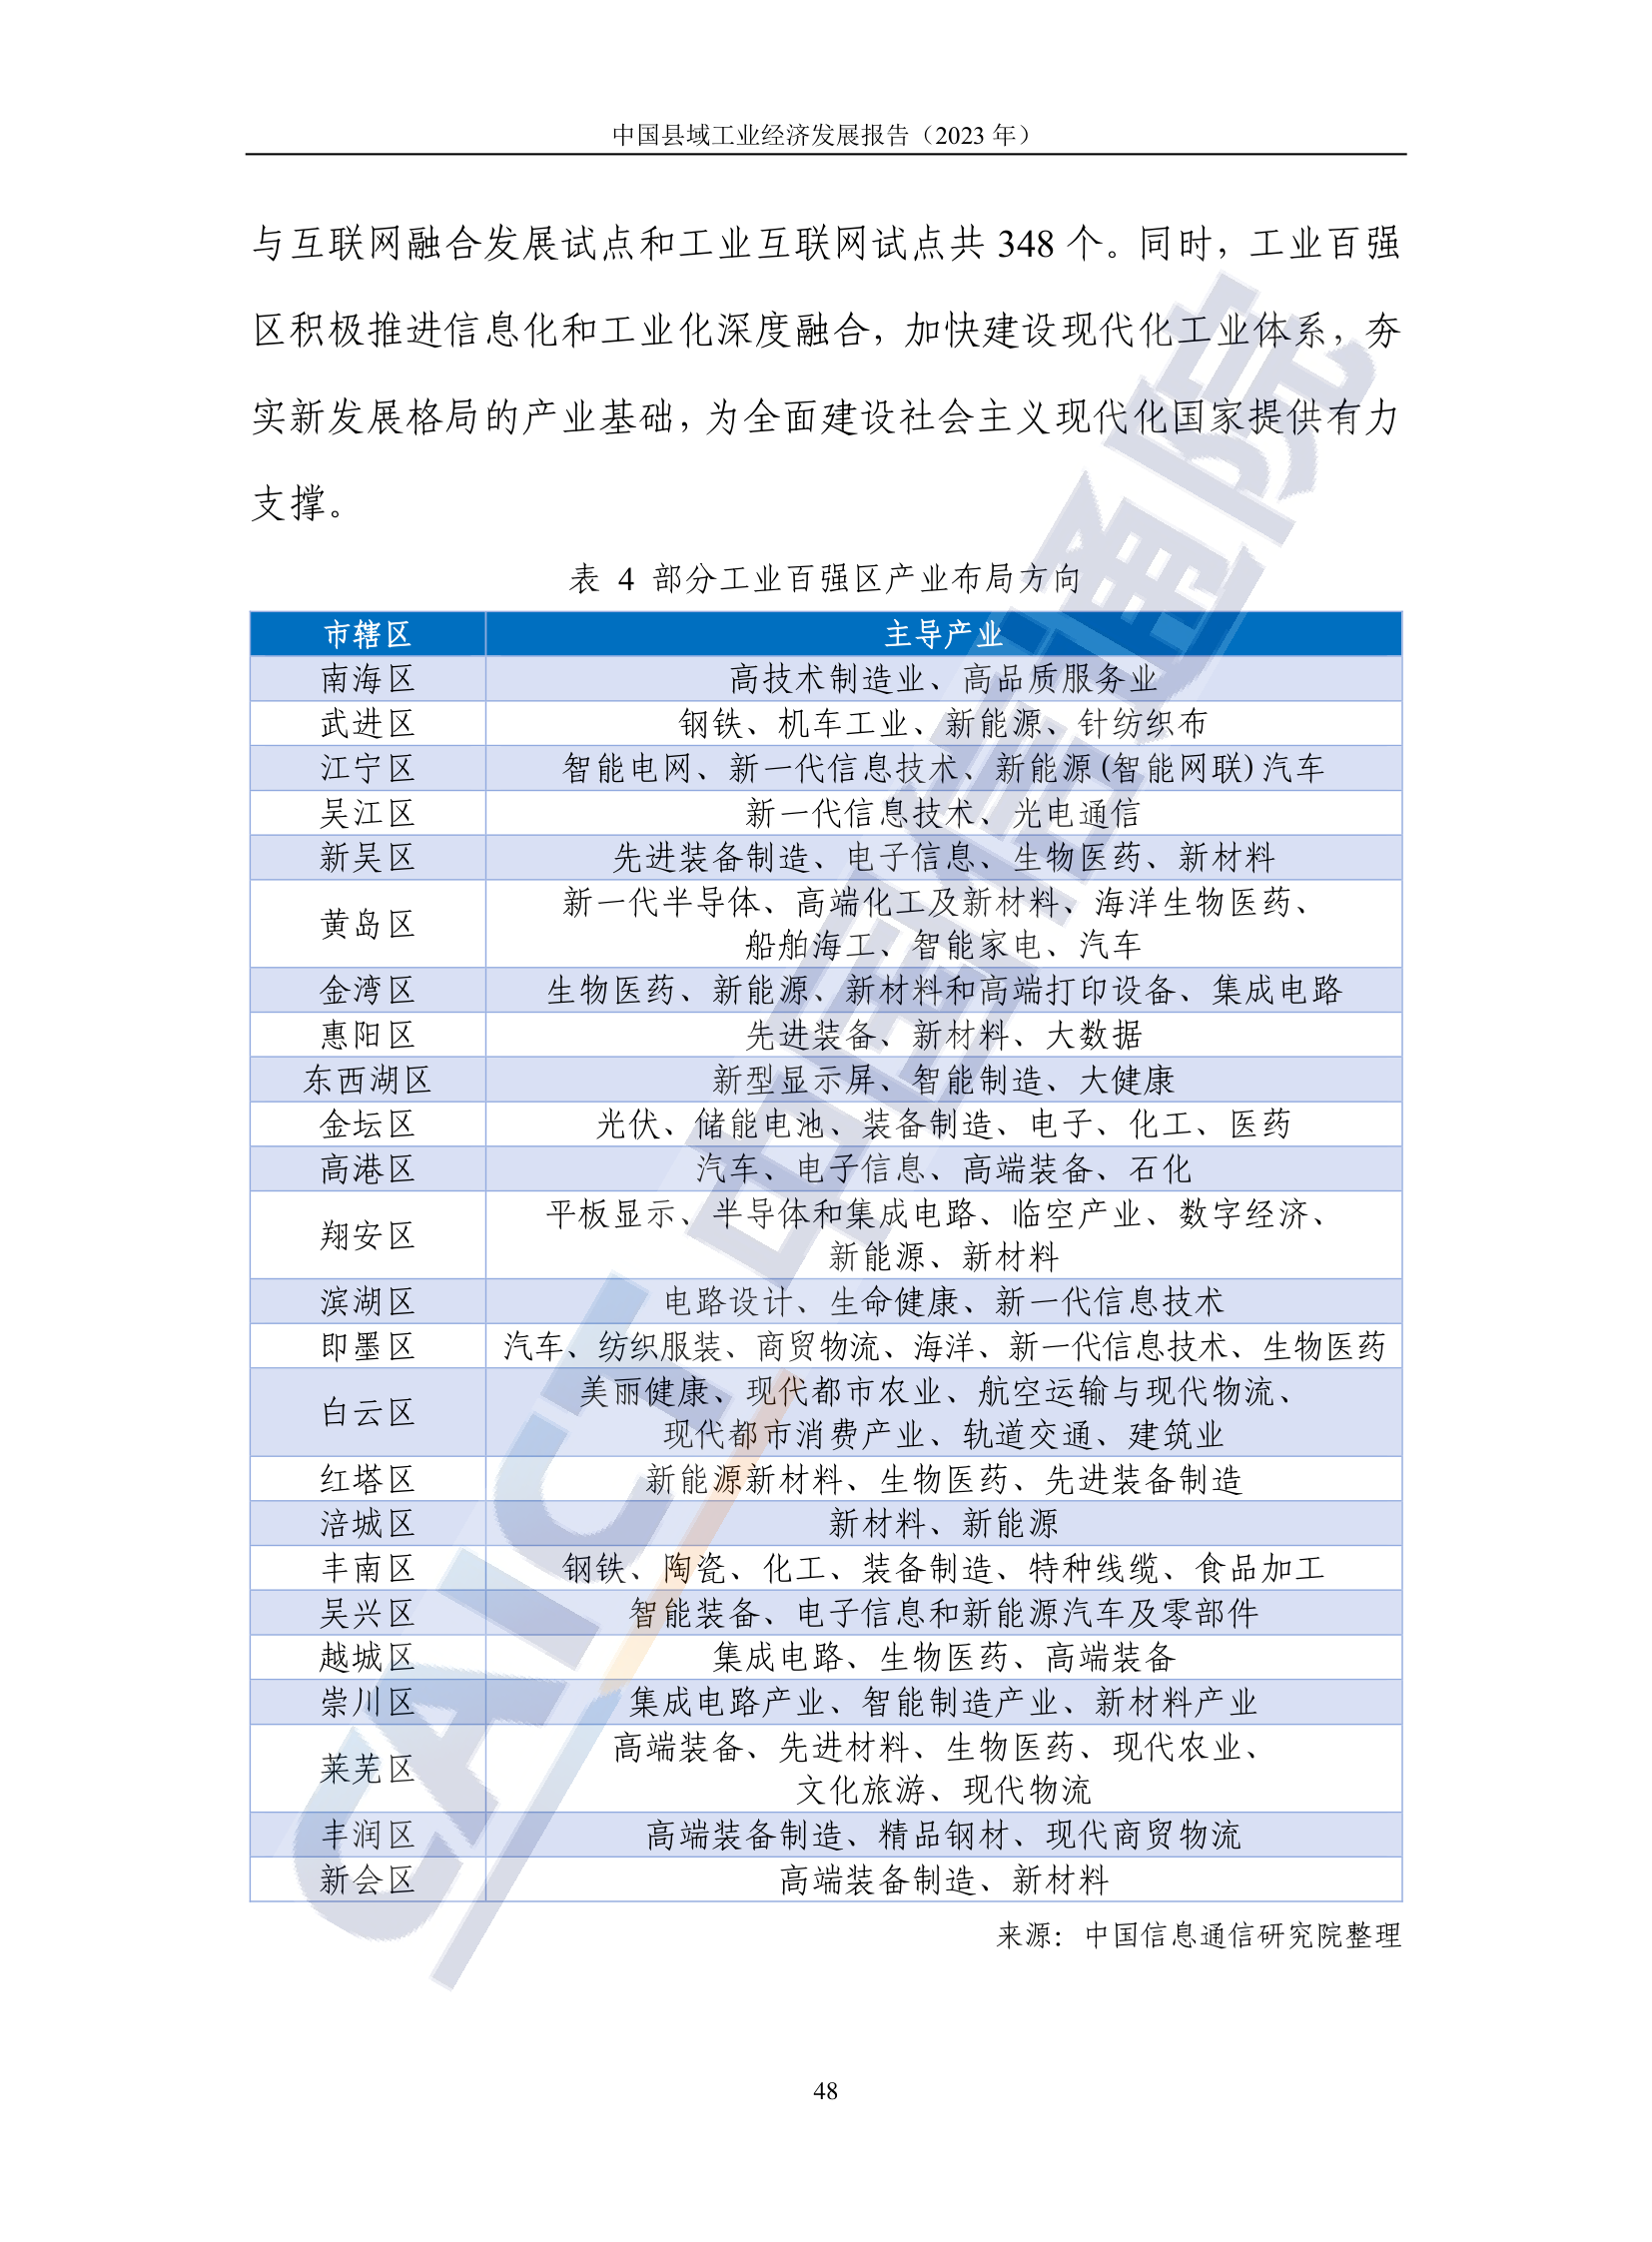 中国县域工业经济发展报告（2023 年）
与互联网融合发展试点和工业互联网试点共 348 个。同时，工业百强
区积极推进信息化和工业化深度融合，加快建设现代化工业体系，夯
实新发展格局的产业基础，为全面建设社会主义现代化国家提供有力
支撑。
表 4 部分工业百强区产业布局方向
市辖区 主导产业
南海区 高技术制造业、高品质服务业
武进区 钢铁、机车工业、新能源、针纺织布
江宁区 智能电网、新一代信息技术、新能源(智能网联)汽车
吴江区 新一代信息技术、光电通信
新吴区 先进装备制造、电子信息、生物医药、新材料
黄岛区 新一代半导体、高端化工及新材料、海洋生物医药、
船舶海工、智能家电、汽车
金湾区 生物医药、新能源、新材料和高端打印设备、集成电路
惠阳区 先进装备、新材料、大数据
东西湖区 新型显示屏、智能制造、大健康
金坛区 光伏、储能电池、装备制造、电子、化工、医药
高港区 汽车、电子信息、高端装备、石化
翔安区 平板显示、半导体和集成电路、临空产业、数字经济、
新能源、新材料
滨湖区 电路设计、生命健康、新一代信息技术
即墨区 汽车、纺织服装、商贸物流、海洋、新一代信息技术、生物医药
白云区 美丽健康、现代都市农业、航空运输与现代物流、
现代都市消费产业、轨道交通、建筑业
红塔区 新能源新材料、生物医药、先进装备制造
涪城区 新材料、新能源
丰南区 钢铁、陶瓷、化工、装备制造、特种线缆、食品加工
吴兴区 智能装备、电子信息和新能源汽车及零部件
越城区 集成电路、生物医药、高端装备
崇川区 集成电路产业、智能制造产业、新材料产业
莱芜区 高端装备、先进材料、生物医药、现代农业、
文化旅游、现代物流
丰润区 高端装备制造、精品钢材、现代商贸物流
新会区 高端装备制造、新材料
来源：中国信息通信研究院整理
48
CAICT 中国信通院